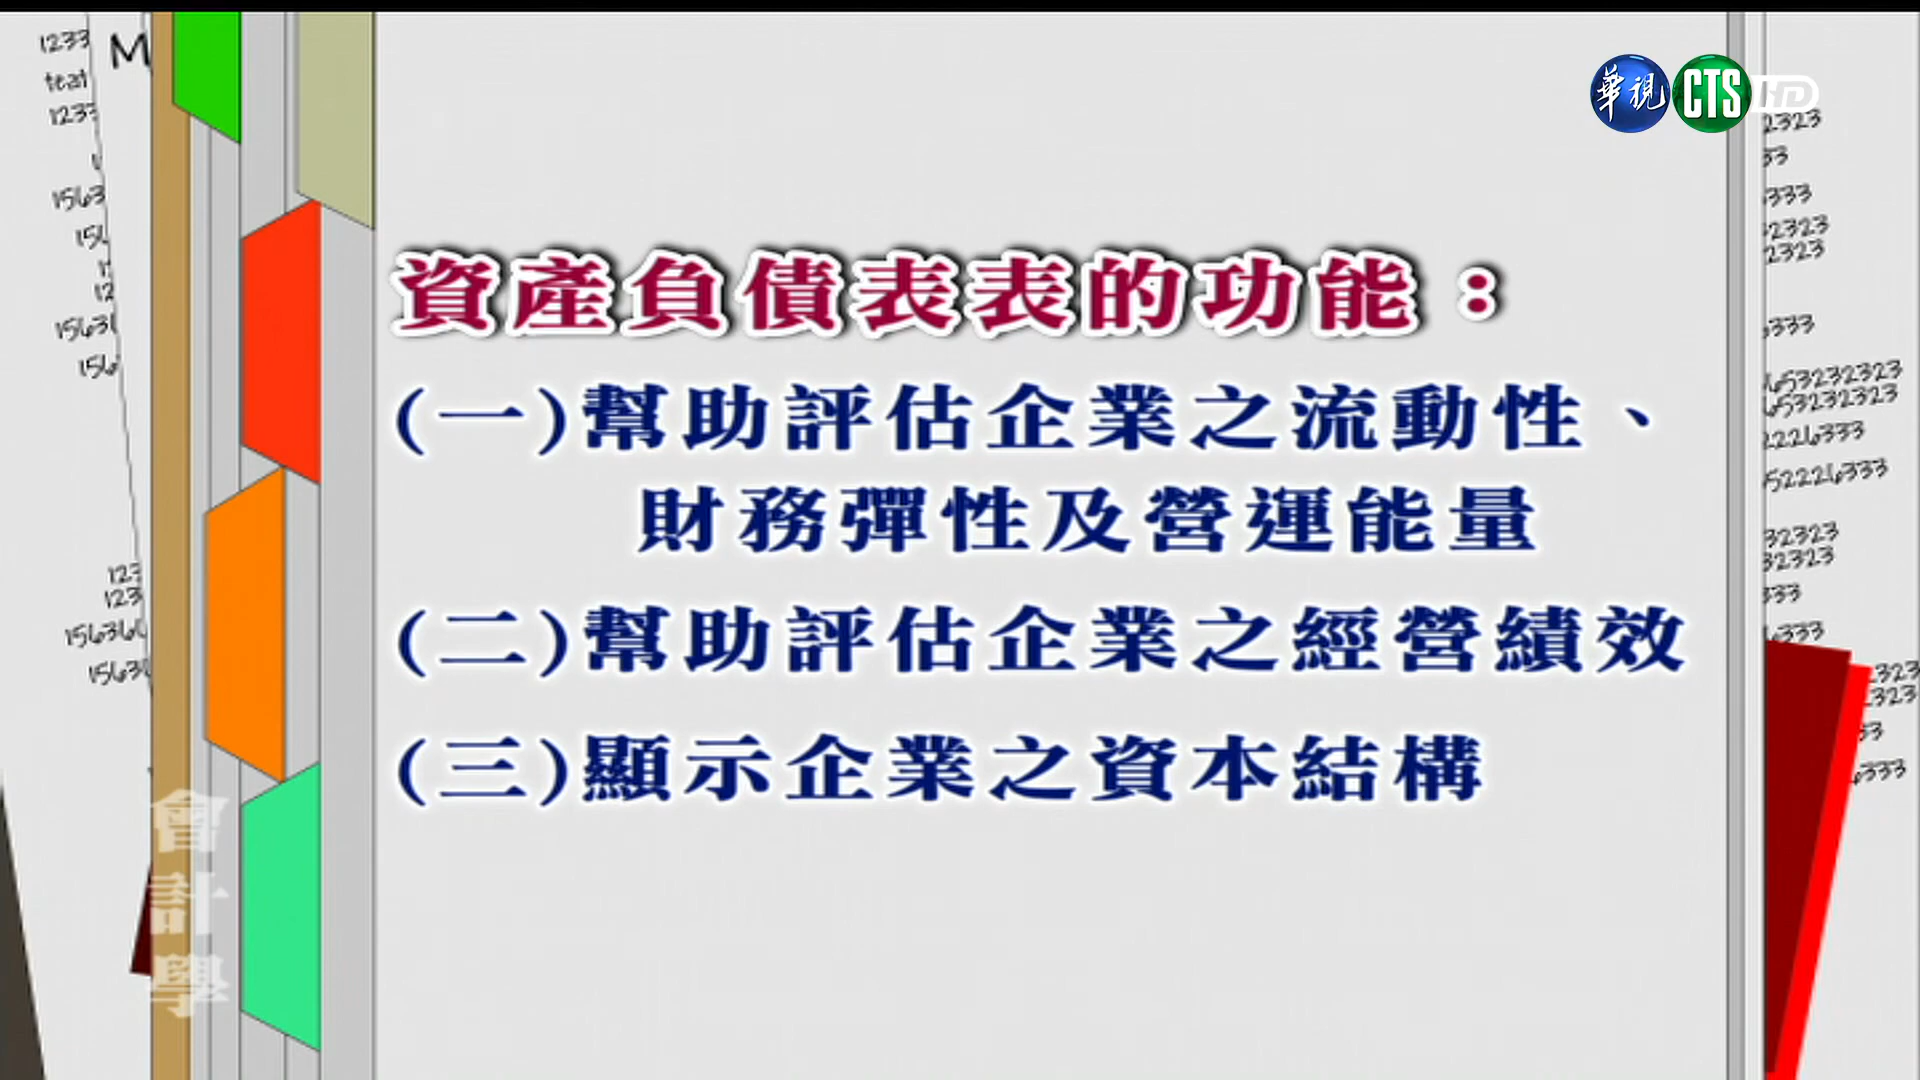 華視 CTS HD
資產負債表表的功能：
(一)幫助評估企業之流動性、
財務彈性及營運能量
(二)幫助評估企業之經營績效
(三)顯示企業之資本結構
會計學